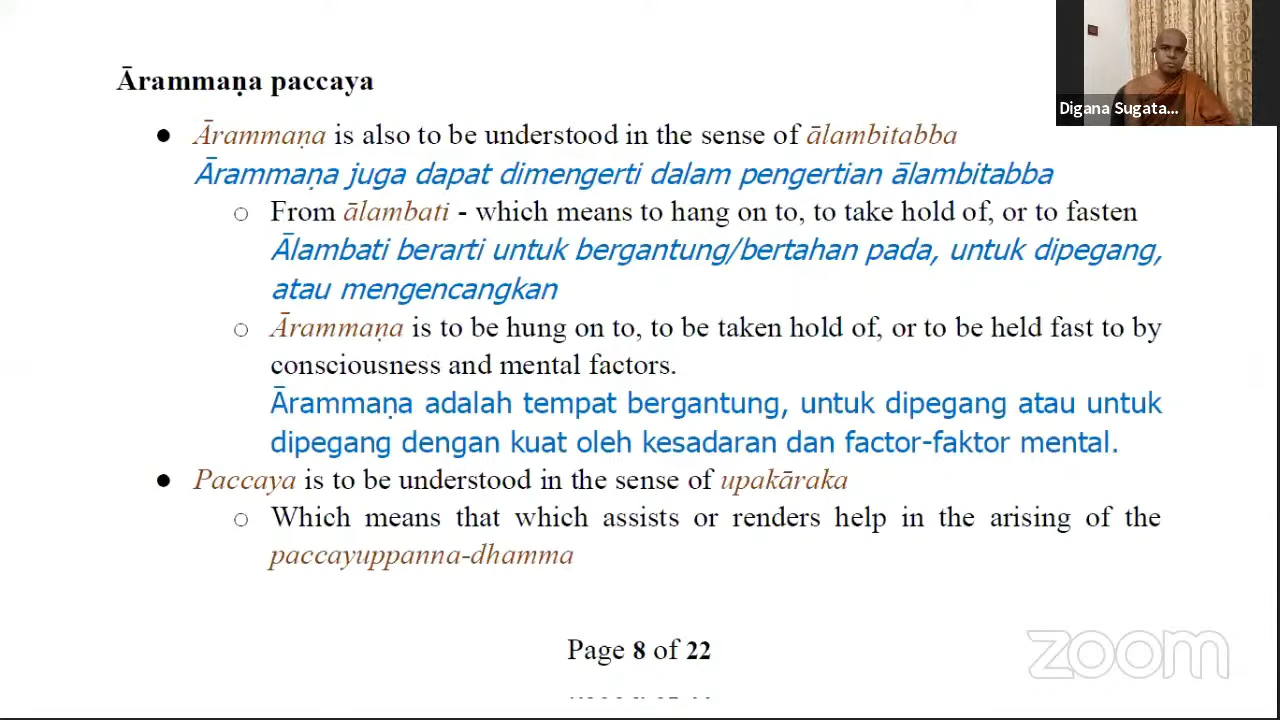 Ārammaṇa paccaya
Digana Sugata...
● Ārammaṇa is also to be understood in the sense of ālambitabba
Ārammaṇa juga dapat dimengerti dalam pengertian ālambitabba
○ From ālambati - which means to hang on to, to take hold of, or to fasten
Ālambati berarti untuk bergantung/bertahan pada, untuk dipegang,
atau mengencangkan
○ Ārammaṇa is to be hung on to, to be taken hold of, or to be held fast to by
consciousness and mental factors.
Ārammaṇa adalah tempat bergantung, untuk dipegang atau untuk
dipegang dengan kuat oleh kesadaran dan factor-faktor mental.
● Paccaya is to be understood in the sense of upakāraka
○ Which means that which assists or renders help in the arising of the
paccayuppanna-dhamma
Page 8 of 22
zoom